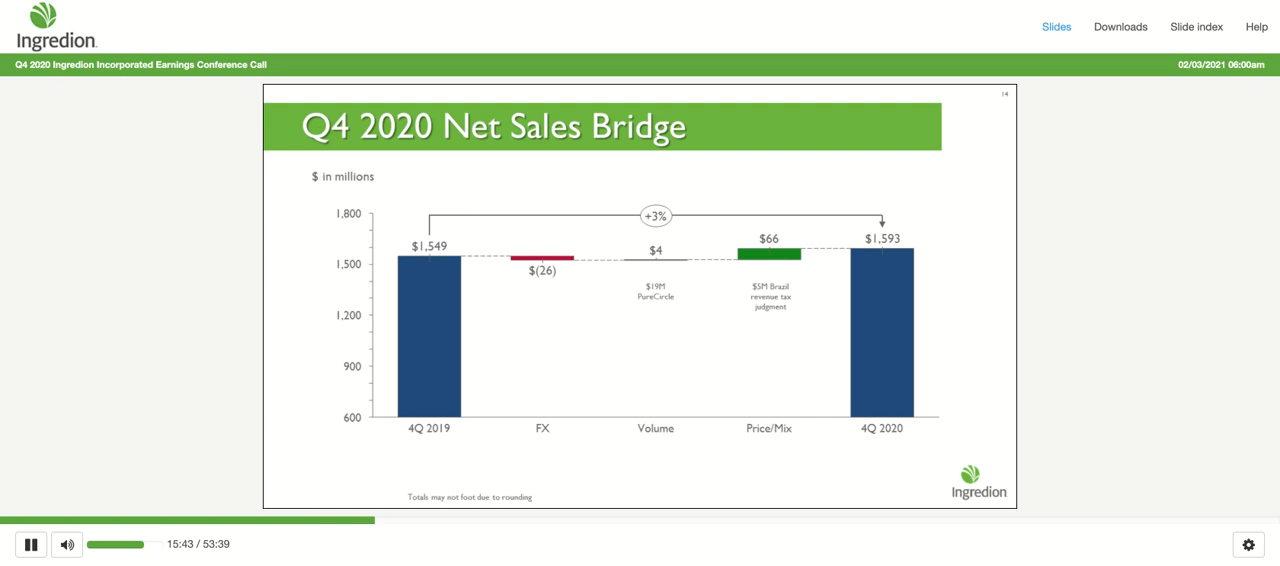 Ingredion
Slides
Downloads
Slide index
Help
Q4 2020 Ingredion Incorporated Earnings Conference Call
02/03/2021 06:00am
14
Q4 2020 Net Sales Bridge
$ in millions
1,800
1,500
1,200
900
600
+3%
$1,549
$(26)
$4
$66
$1,593
$19M
PureCircle
$5M Brazil
revenue tax
judgment
4Q 2019
FX
Volume
Price/Mix
4Q 2020
Totals may not foot due to rounding
Ingredion
15:43 / 53:39